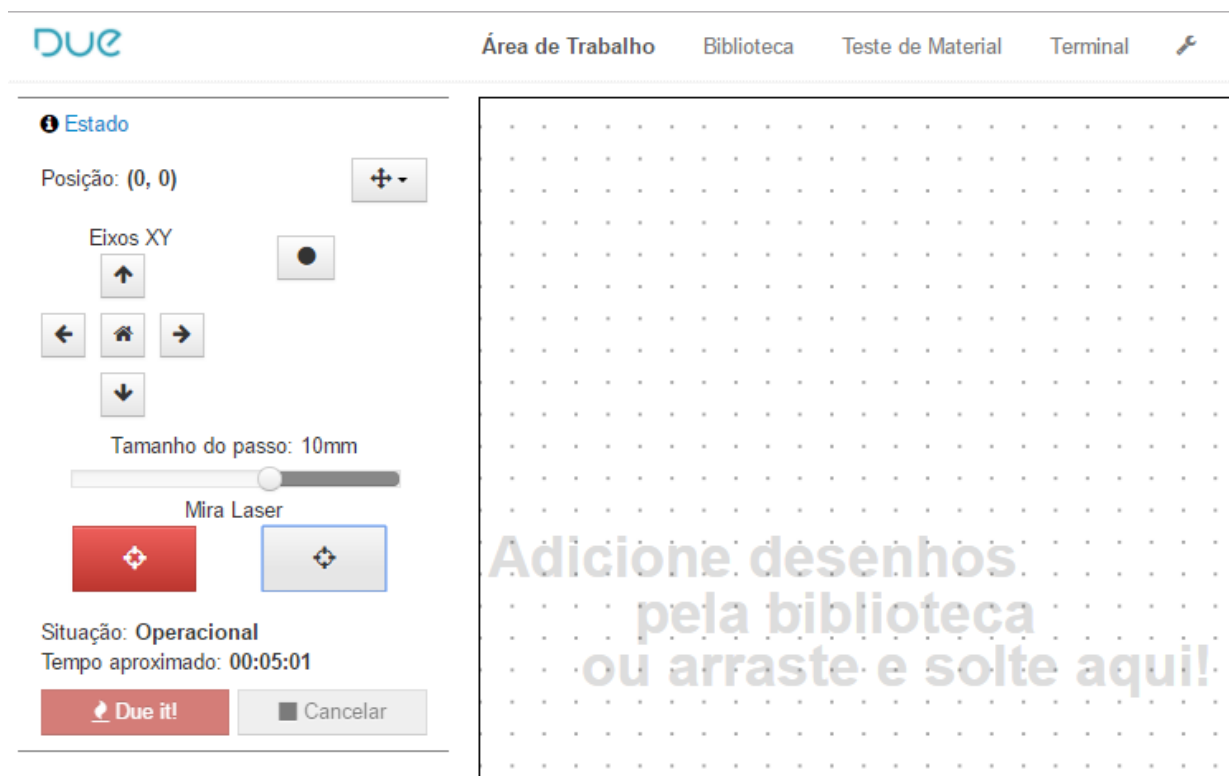 Due
Área de Trabalho Biblioteca Teste de Material Terminal
Estado
Posição: (0, 0)
Eixos XY
Tamanho do passo: 10mm
Mira Laser
Situação: Operacional
Tempo aproximado: 00:05:01
Due it! Cancelar
Adicione desenhos
pela biblioteca
ou arraste e solte aqui!